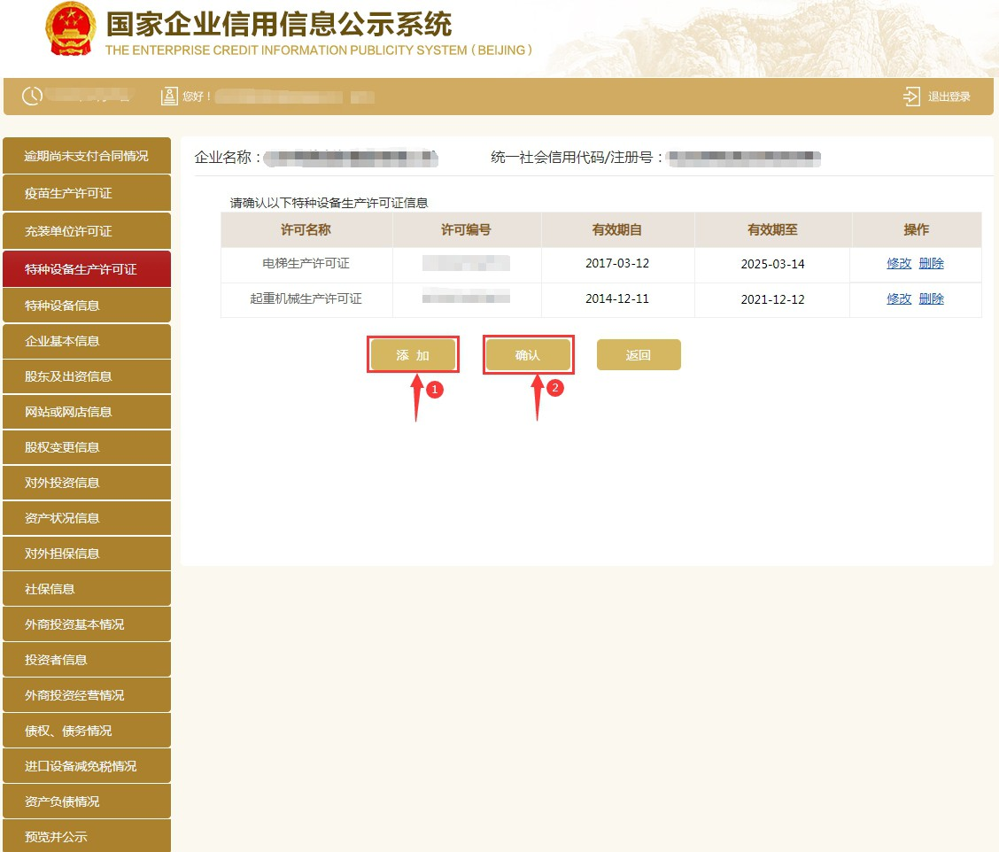 国家企业信用信息公示系统
THE ENTERPRISE CREDIT INFORMATION PUBLICITY SYSTEM ( BEIJING )
您好！
退出登录
逾期尚未支付合同情况
疫苗生产许可证
充装单位许可证
特种设备生产许可证
特种设备信息
企业基本信息
股东及出资信息
网站或网店信息
股权变更信息
对外投资信息
资产状况信息
对外担保信息
社保信息
外商投资基本情况
投资者信息
外商投资经营情况
债权、债务情况
进口设备减免税情况
资产负债情况
预览并公示
企业名称： 统一社会信用代码/注册号：
请确认以下特种设备生产许可证信息
许可名称 许可编号 有效期自 有效期至 操作
电梯生产许可证 2017-03-12 2025-03-14 修改 删除
起重机械生产许可证 2014-12-11 2021-12-12 修改 删除
添 加 确认 返回
1 2